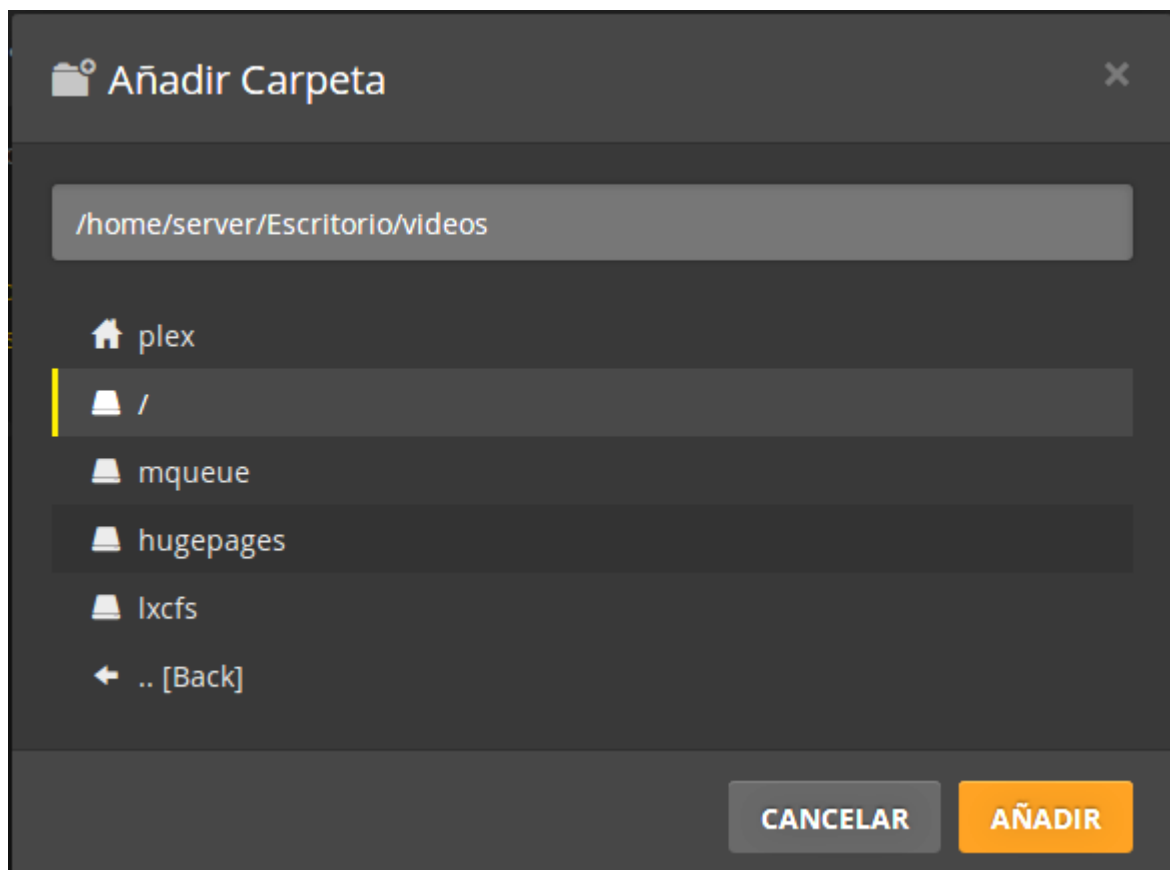 Añadir Carpeta
/home/server/Escritorio/videos
plex
/
mqueue
hugepages
lxcfs
.. [Back]
CANCELAR AÑADIR